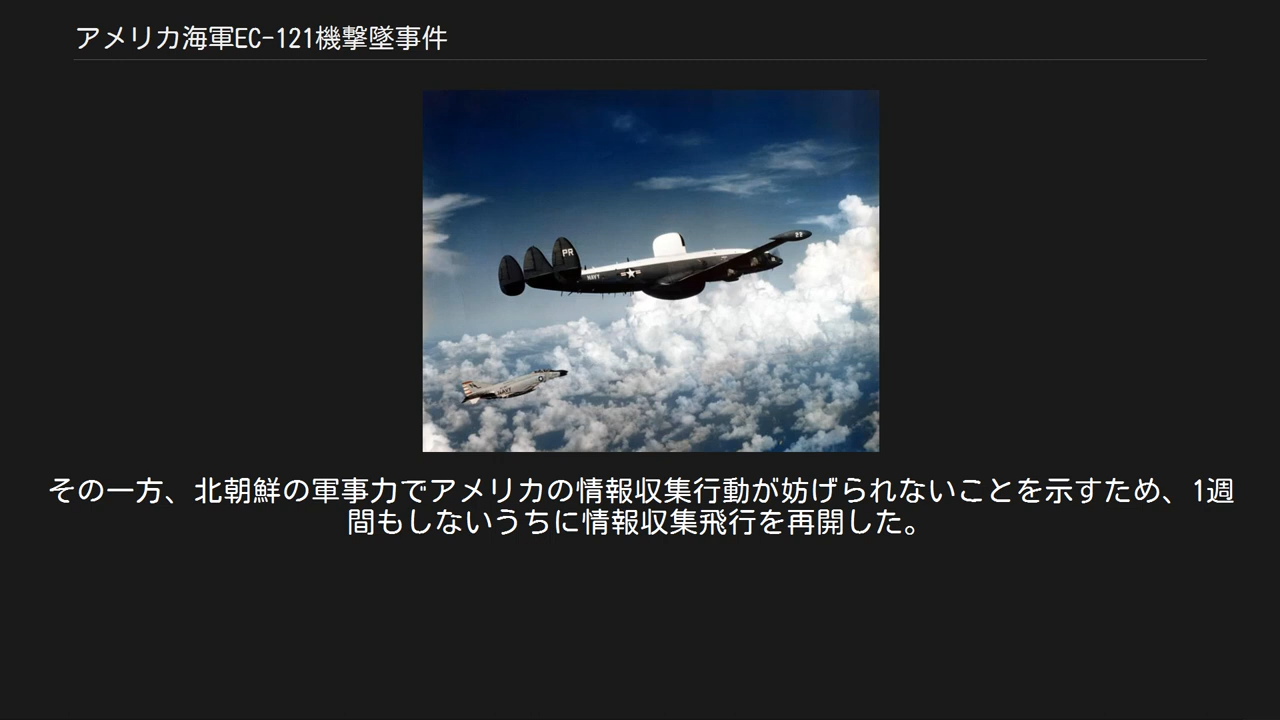 アメリカ海軍EC-121機撃墜事件
PR
NAVY
その一方、北朝鮮の軍事力でアメリカの情報収集行動が妨げられないことを示すため、1週
間もしないうちに情報収集飛行を再開した。